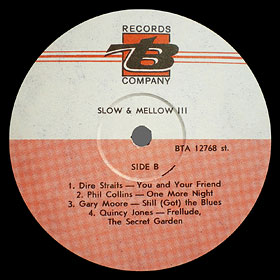 RECORDS
TB
COMPANY
SLOW & MELLOW III
BTA 12768 st.
SIDE B
1. Dire Straits — You and Your Friend
2. Phil Collins — One More Night
3. Gary Moore — Still (Got) the Blues
4. Quincy Jones — Frellude,
The Secret Garden